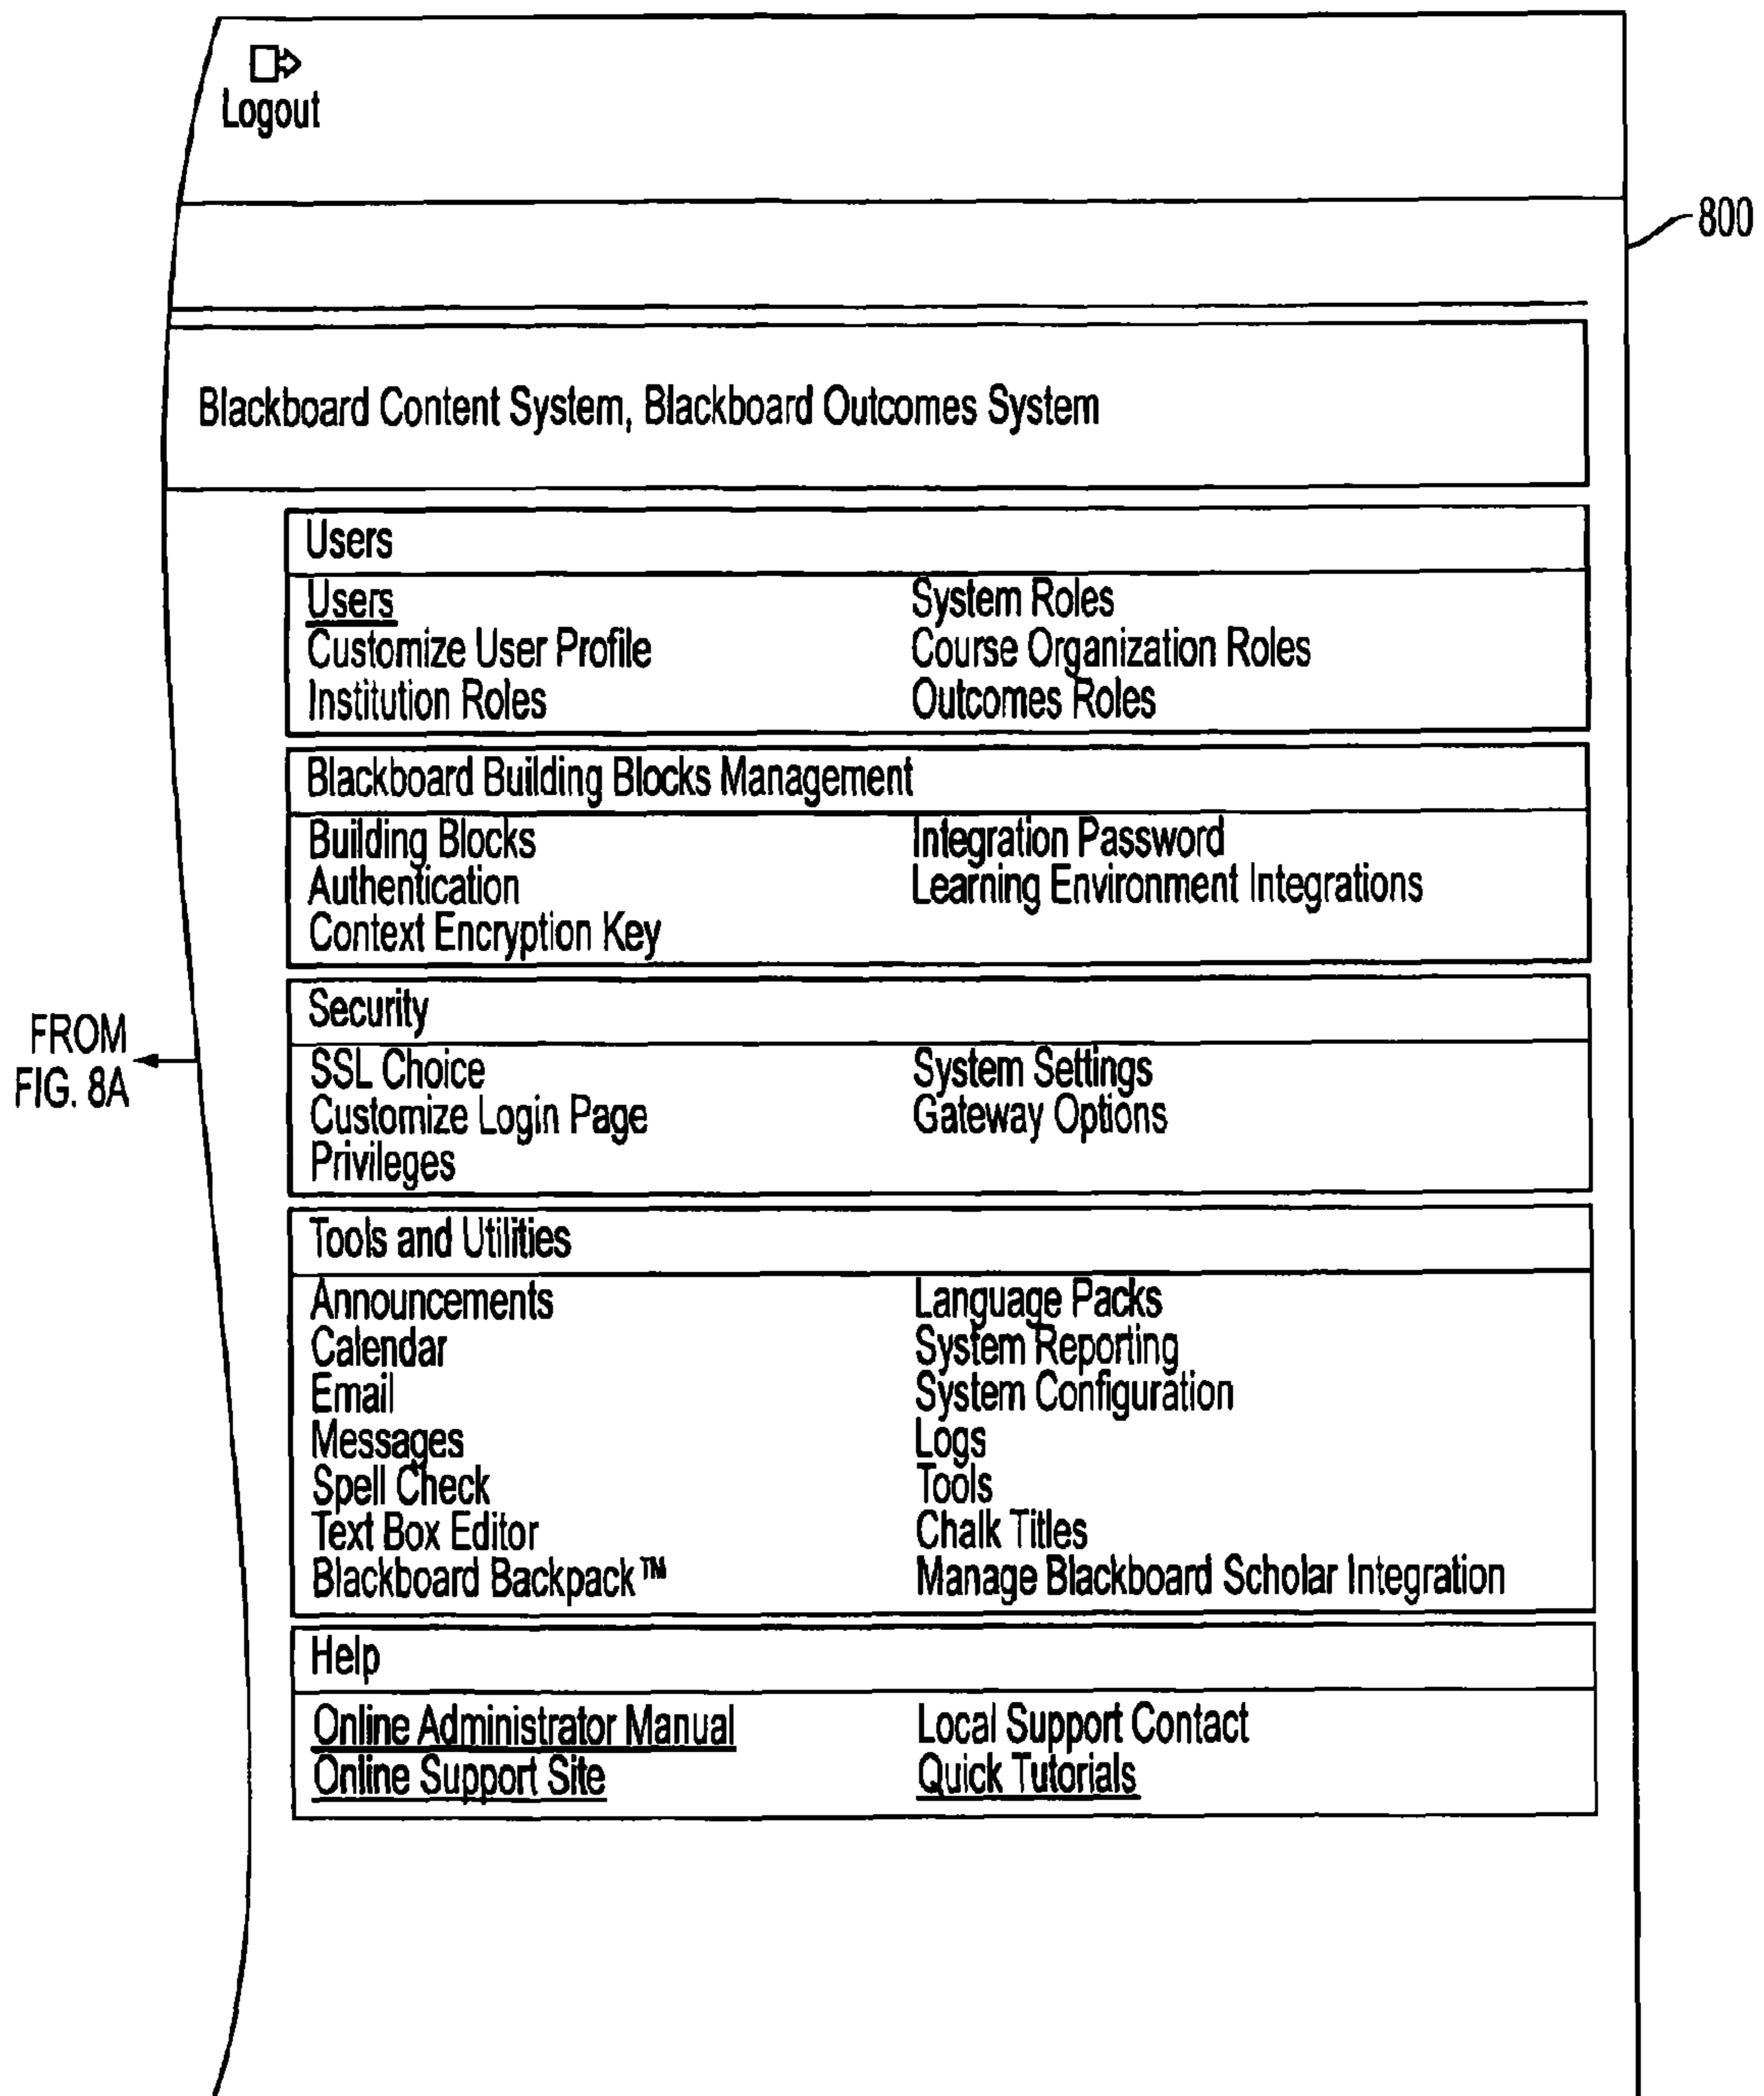 Logout
800
Blackboard Content System, Blackboard Outcomes System
Users
Users
Customize User Profile
Institution Roles
System Roles
Course Organization Roles
Outcomes Roles
Blackboard Building Blocks Management
Building Blocks
Authentication
Context Encryption Key
Integration Password
Learning Environment Integrations
Security
SSL Choice
Customize Login Page
Privileges
System Settings
Gateway Options
FROM
FIG. 8A
Tools and Utilities
Announcements
Calendar
Email
Messages
Spell Check
Text Box Editor
Blackboard Backpack™
Language Packs
System Reporting
System Configuration
Logs
Tools
Chalk Titles
Manage Blackboard Scholar Integration
Help
Online Administrator Manual
Online Support Site
Local Support Contact
Quick Tutorials